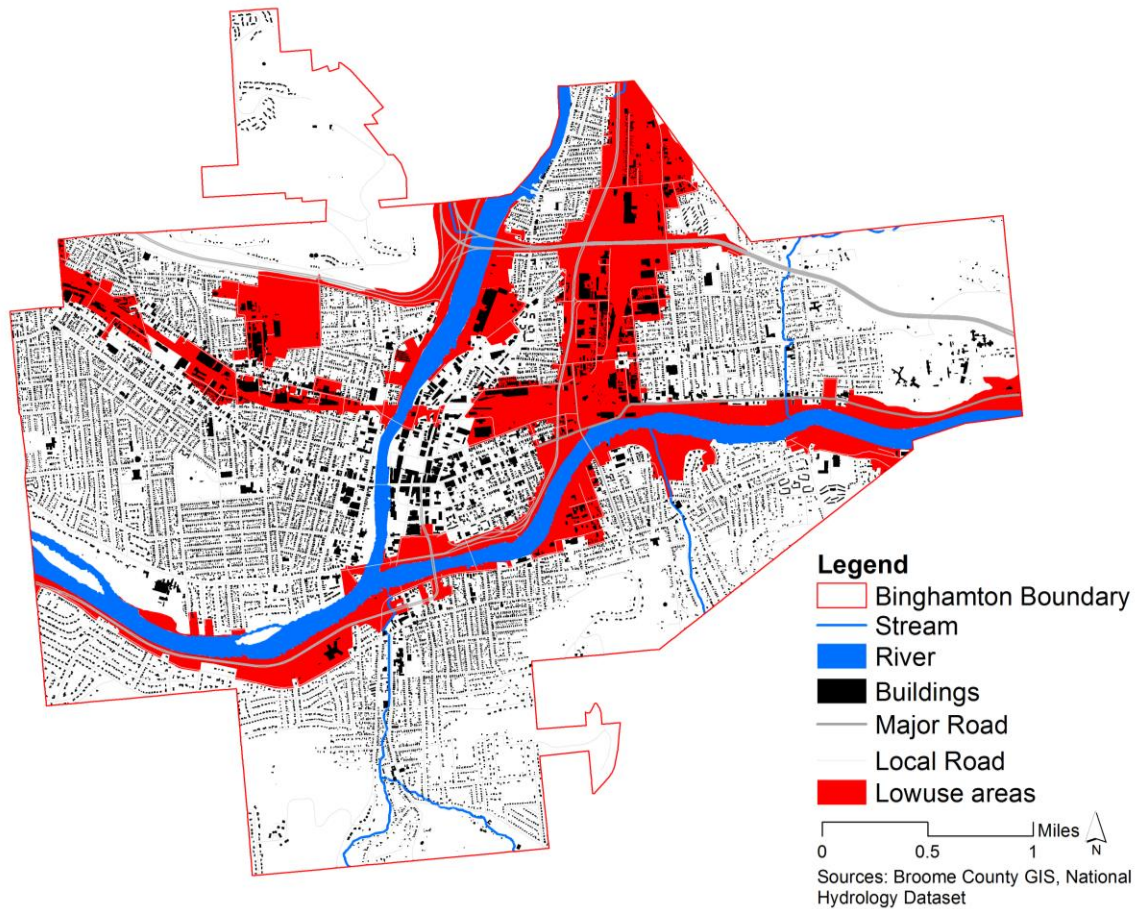 Legend
Binghamton Boundary
Stream
River
Buildings
Major Road
Local Road
Lowuse areas
Miles
0 0.5 1
N
Sources: Broome County GIS, National
Hydrology Dataset